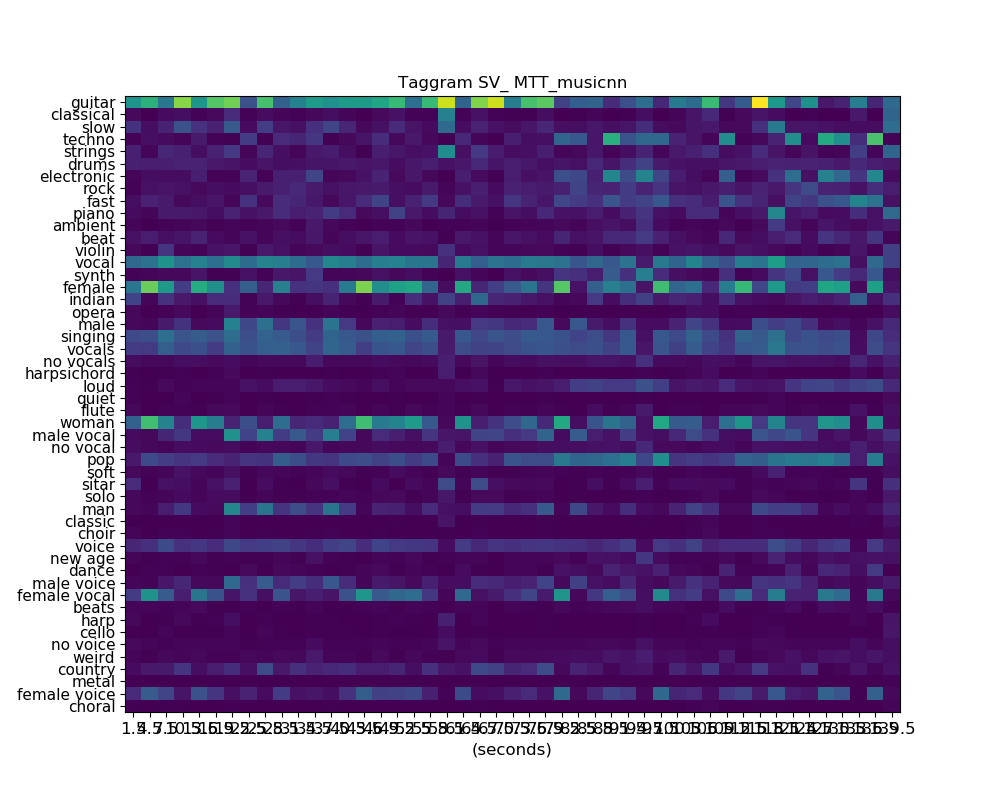 Taggram SV_ MTT_musicnn
guitar
classical
slow
techno
strings
drums
electronic
rock
fast
piano
ambient
beat
violin
vocal
synth
female
indian
opera
male
singing
vocals
no vocals
harpsichord
loud
quiet
flute
woman
male vocal
no vocal
pop
soft
sitar
solo
man
classic
choir
voice
new age
dance
male voice
female vocal
beats
harp
cello
no voice
weird
country
metal
female voice
choral
(seconds)